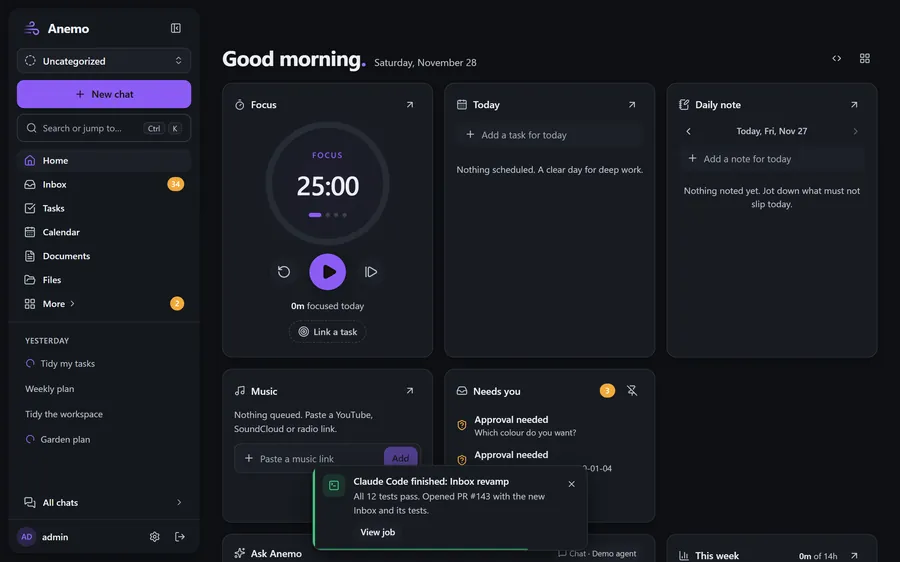 Anemo
Uncategorized
New chat
Search or jump to... Ctrl K
Home
Inbox 34
Tasks
Calendar
Documents
Files
More 2
YESTERDAY
Tidy my tasks
Weekly plan
Tidy the workspace
Garden plan
All chats
AD admin
Good morning. Saturday, November 28
Focus
FOCUS
25:00
0m focused today
Link a task
Today
Add a task for today
Nothing scheduled. A clear day for deep work.
Daily note
Today, Fri, Nov 27
Add a note for today
Nothing noted yet. Jot down what must not
slip today.
Music
Nothing queued. Paste a YouTube,
SoundCloud or radio link.
Paste a music link Add
Needs you 3
Approval needed
Which colour do you want?
Approval needed
0-01-04
Claude Code finished: Inbox revamp
All 12 tests pass. Opened PR #143 with the new
Inbox and its tests.
View job
Ask Anemo
Chat · Demo agent
This week 0m of 14h